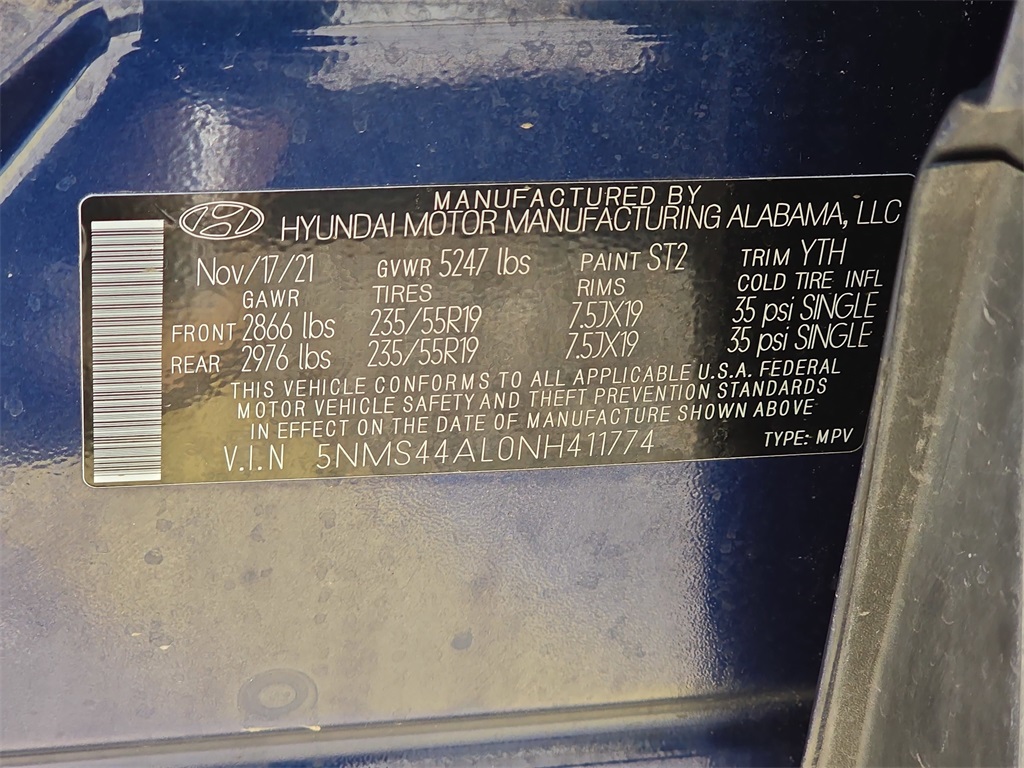 MANUFACTURED BY
HYUNDAI MOTOR MANUFACTURING ALABAMA, LLC
Nov/17/21 GVWR 5247 lbs PAINT ST2 TRIM YTH
GAWR TIRES RIMS COLD TIRE INFL
FRONT 2866 lbs 235/55R19 7.5JX19 35 psi SINGLE
REAR 2976 lbs 235/55R19 7.5JX19 35 psi SINGLE
THIS VEHICLE CONFORMS TO ALL APPLICABLE U.S.A. FEDERAL
MOTOR VEHICLE SAFETY AND THEFT PREVENTION STANDARDS
IN EFFECT ON THE DATE OF MANUFACTURE SHOWN ABOVE
V.I.N 5NMS44AL0NH411774 TYPE: MPV